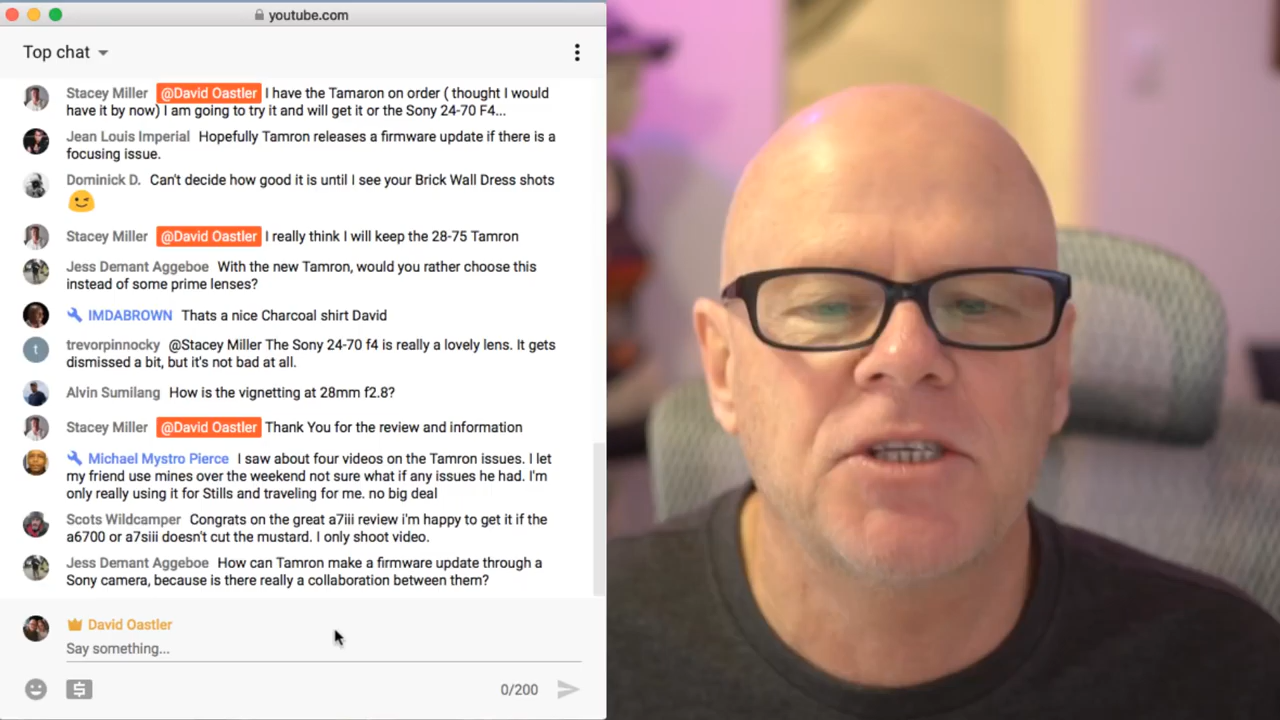 youtube.com
Top chat
Stacey Miller @David Oastler I have the Tamaron on order ( thought I would
have it by now) I am going to try it and will get it or the Sony 24-70 F4...
Jean Louis Imperial Hopefully Tamron releases a firmware update if there is a
focusing issue.
Dominick D. Can't decide how good it is until I see your Brick Wall Dress shots
Stacey Miller @David Oastler I really think I will keep the 28-75 Tamron
Jess Demant Aggeboe With the new Tamron, would you rather choose this
instead of some prime lenses?
IMDABROWN Thats a nice Charcoal shirt David
t
trevorpinnocky @Stacey Miller The Sony 24-70 f4 is really a lovely lens. It gets
dismissed a bit, but it's not bad at all.
Alvin Sumilang How is the vignetting at 28mm f2.8?
Stacey Miller @David Oastler Thank You for the review and information
Michael Mystro Pierce I saw about four videos on the Tamron issues. I let
my friend use mines over the weekend not sure what if any issues he had. I'm
only really using it for Stills and traveling for me. no big deal
Scots Wildcamper Congrats on the great a7iii review i'm happy to get it if the
a6700 or a7siii doesn't cut the mustard. I only shoot video.
Jess Demant Aggeboe How can Tamron make a firmware update through a
Sony camera, because is there really a collaboration between them?
David Oastler
Say something...
$
0/200